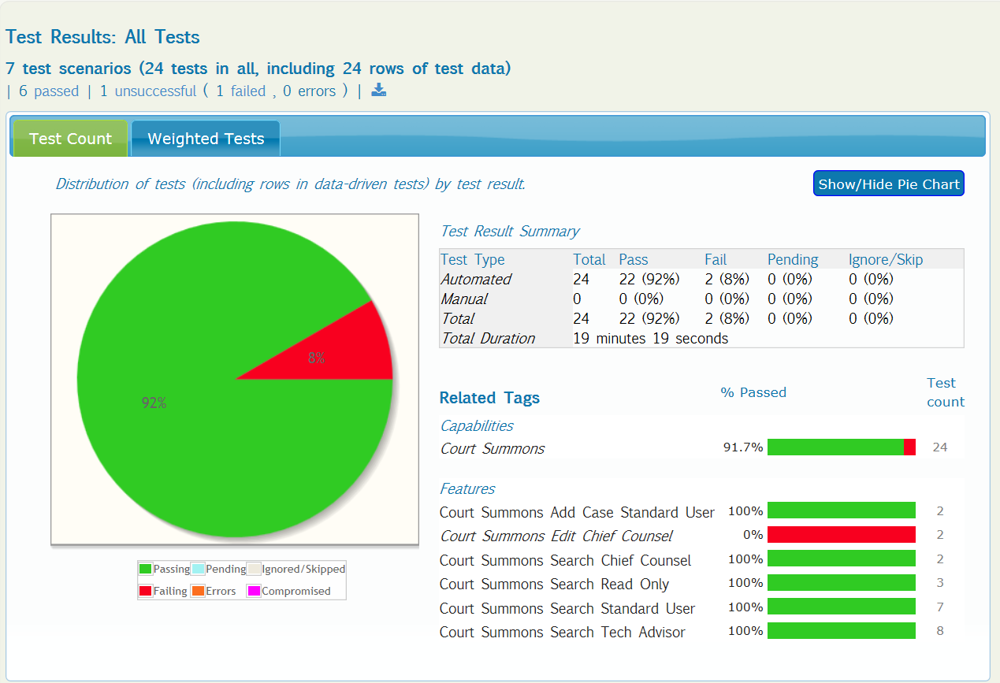 Test Results: All Tests
7 test scenarios (24 tests in all, including 24 rows of test data)
| 6 passed | 1 unsuccessful ( 1 failed , 0 errors ) |
Test Count Weighted Tests
Distribution of tests (including rows in data-driven tests) by test result.
Show/Hide Pie Chart
8%
92%
Passing Pending Ignored/Skipped
Failing Errors Compromised
Test Result Summary
Test Type Total Pass Fail Pending Ignore/Skip
Automated 24 22 (92%) 2 (8%) 0 (0%) 0 (0%)
Manual 0 0 (0%) 0 (0%) 0 (0%) 0 (0%)
Total 24 22 (92%) 2 (8%) 0 (0%) 0 (0%)
Total Duration 19 minutes 19 seconds
Related Tags % Passed Test count
Capabilities
Court Summons 91.7% 24
Features
Court Summons Add Case Standard User 100% 2
Court Summons Edit Chief Counsel 0% 2
Court Summons Search Chief Counsel 100% 2
Court Summons Search Read Only 100% 3
Court Summons Search Standard User 100% 7
Court Summons Search Tech Advisor 100% 8